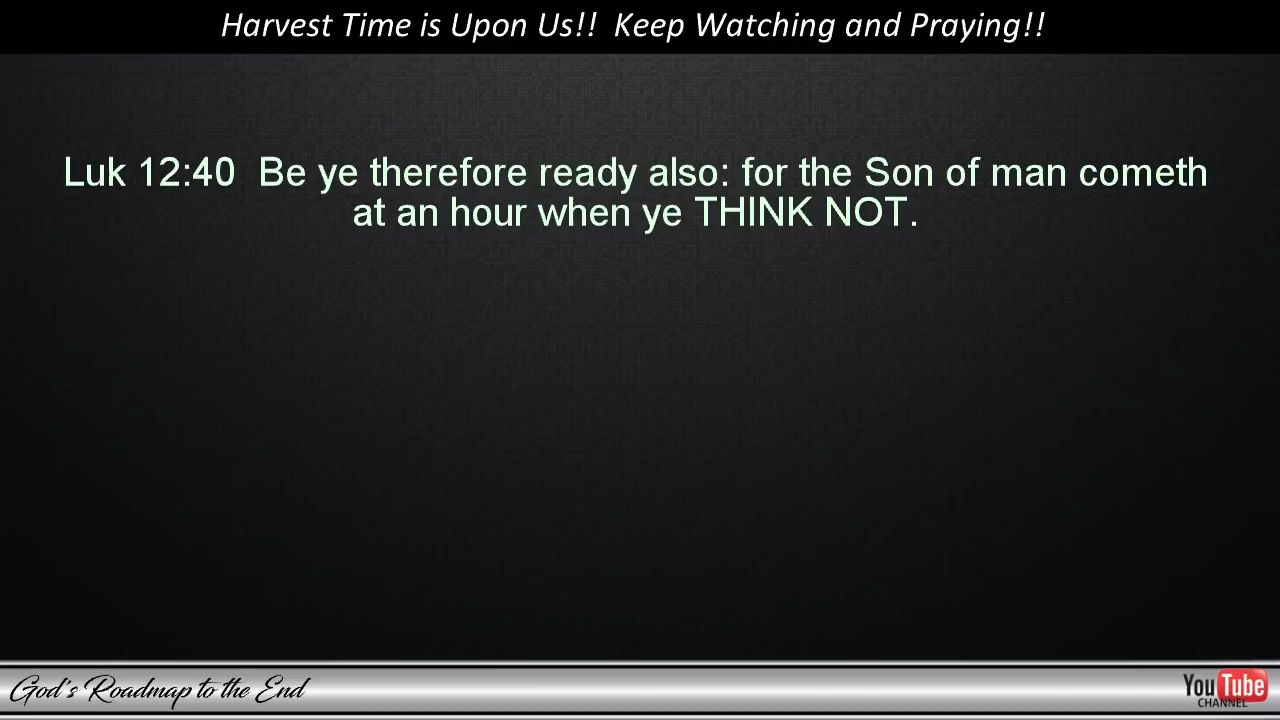 Harvest Time is Upon Us!!  Keep Watching and Praying!!
Luk 12:40  Be ye therefore ready also: for the Son of man cometh
at an hour when ye THINK NOT.
God's Roadmap to the End
YouTube
CHANNEL